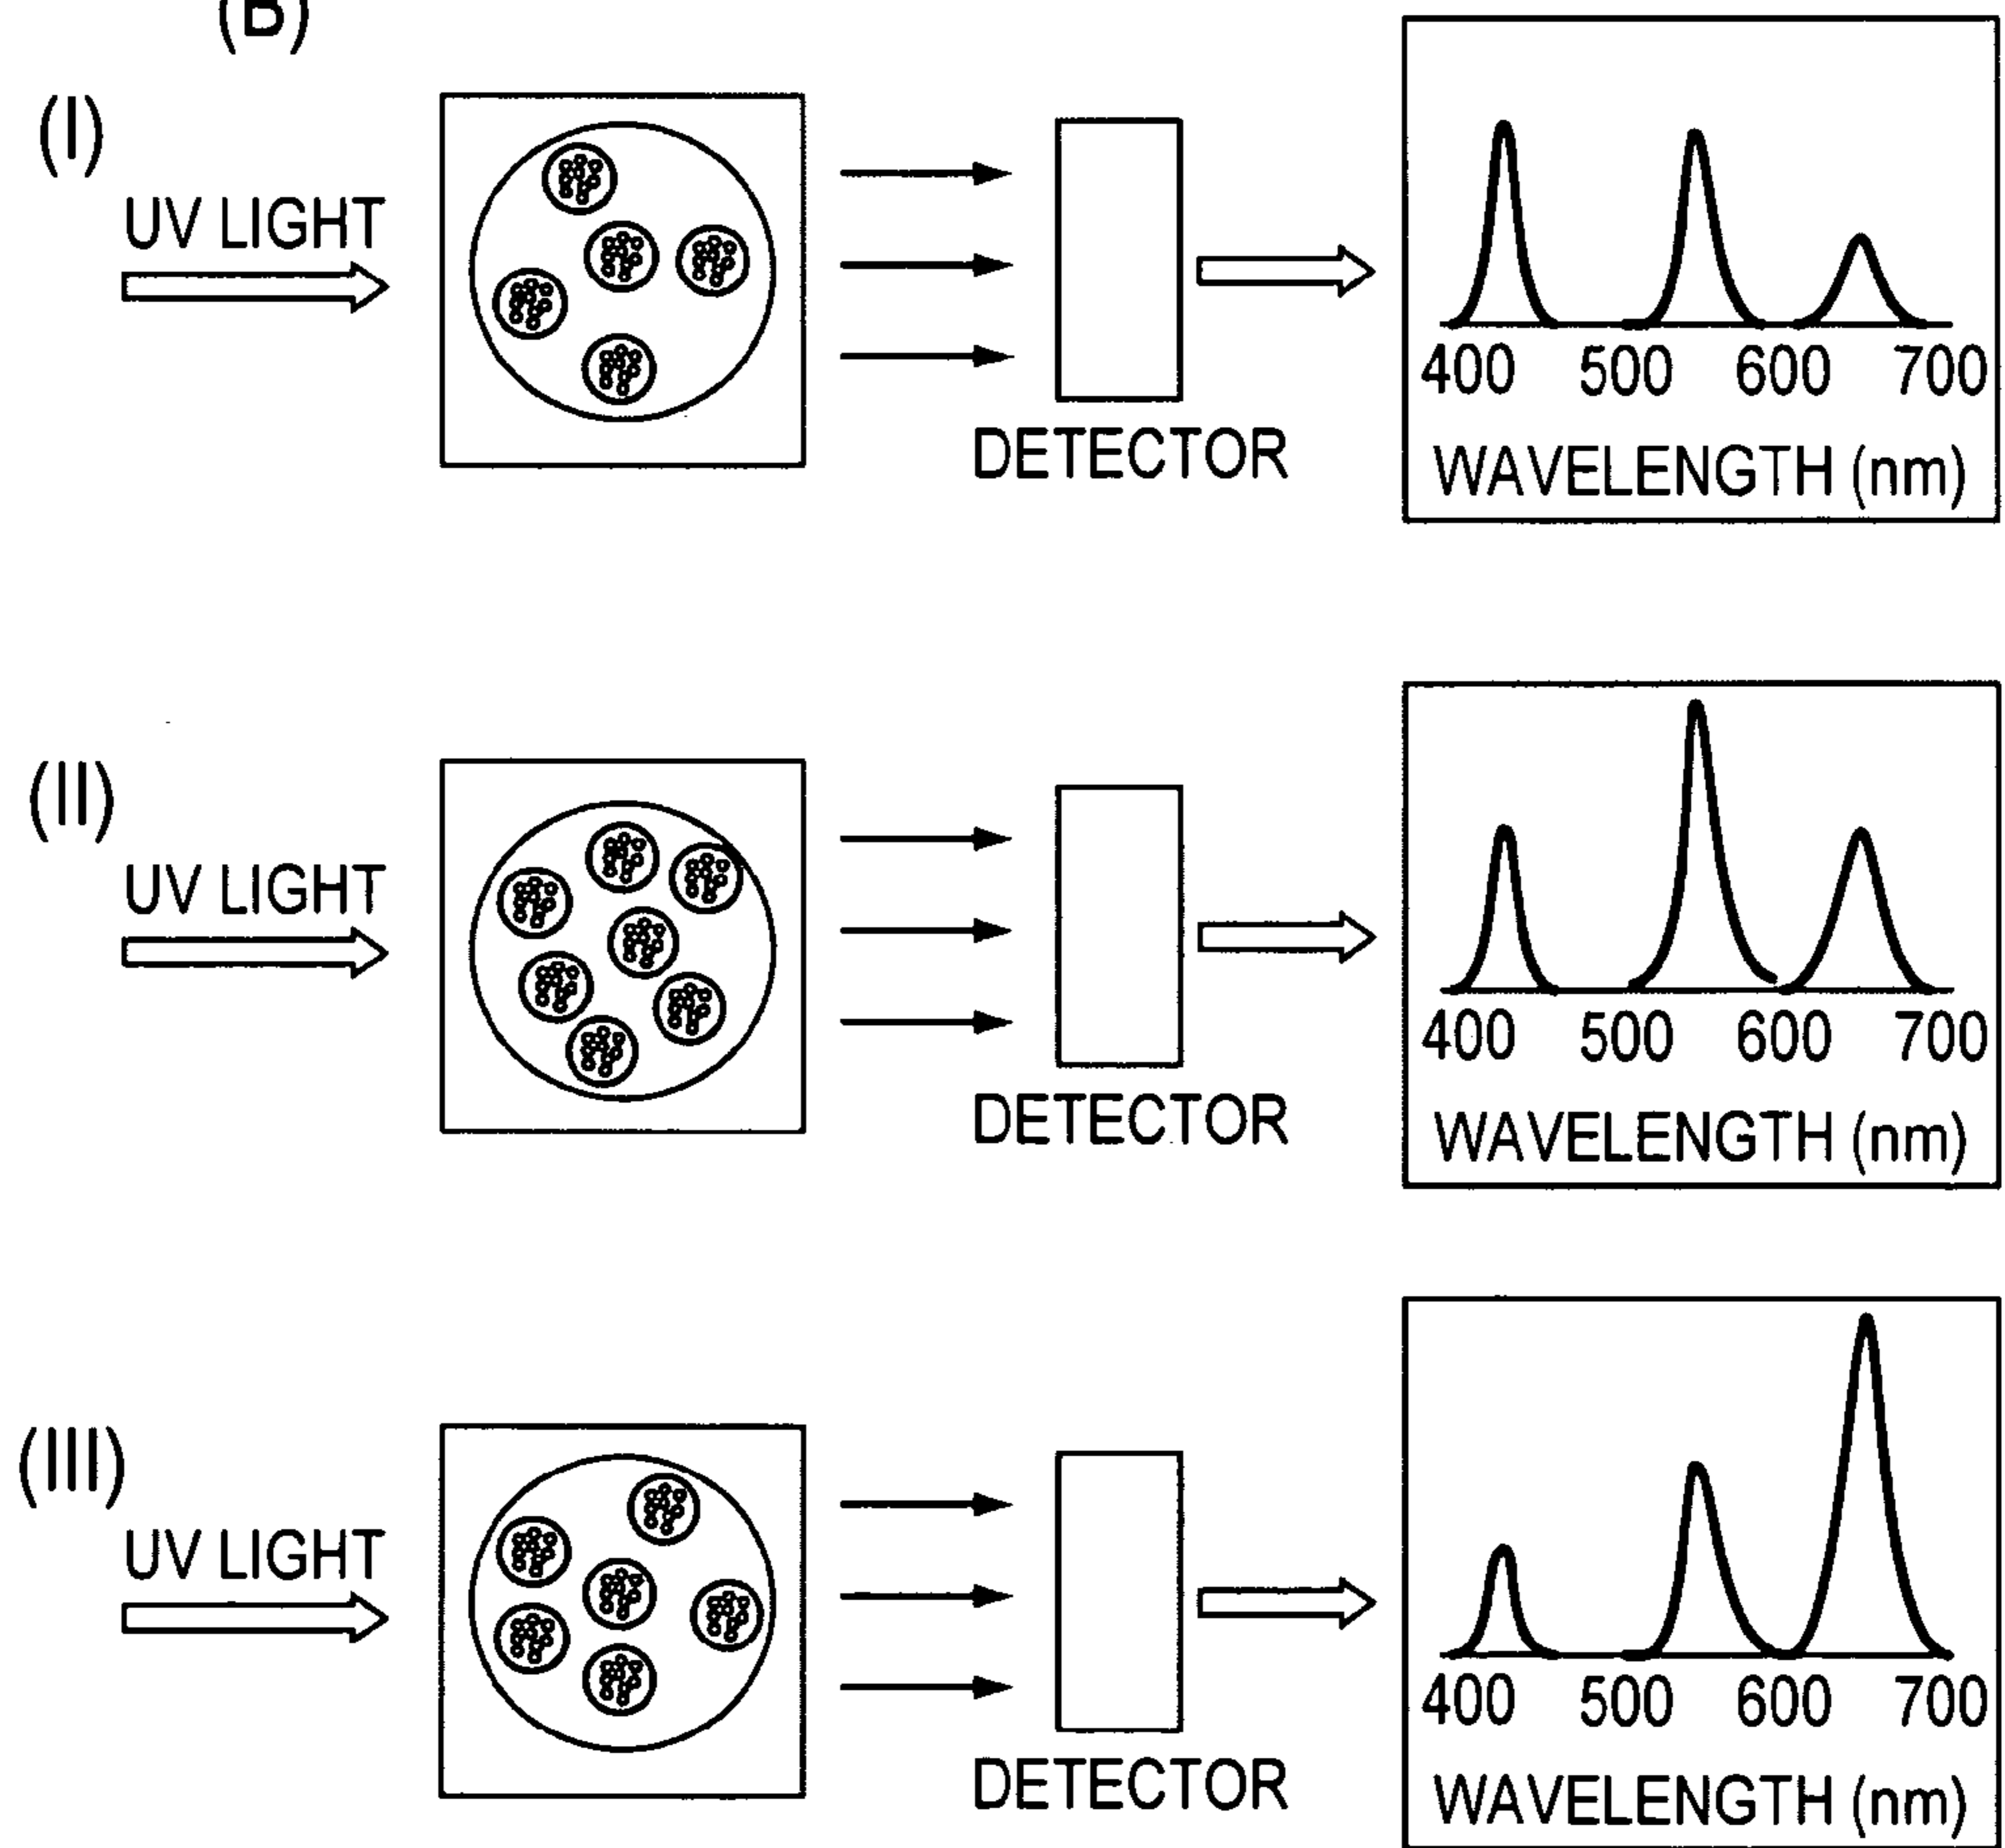 (B)
(I)
UV LIGHT
DETECTOR
400 500 600 700
WAVELENGTH (nm)
(II)
UV LIGHT
DETECTOR
400 500 600 700
WAVELENGTH (nm)
(III)
UV LIGHT
DETECTOR
400 500 600 700
WAVELENGTH (nm)